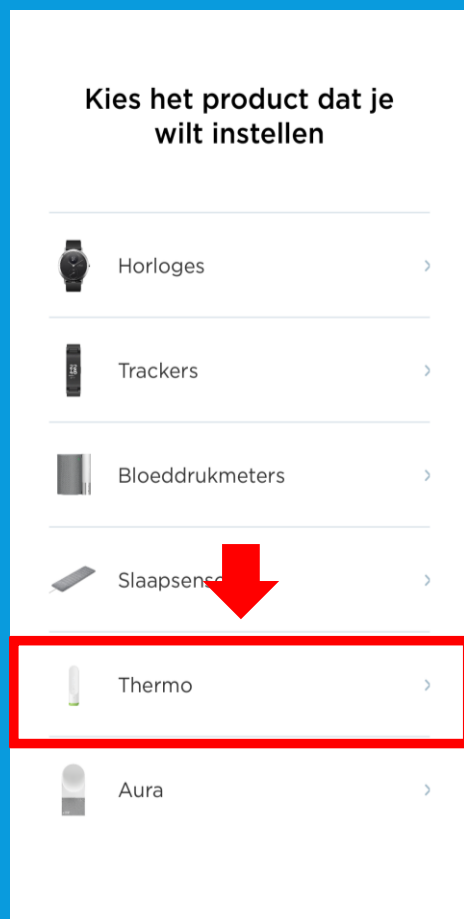 Kies het product dat je
wilt instellen
Horloges
Trackers
Bloeddrukmeters
Thermo
Aura